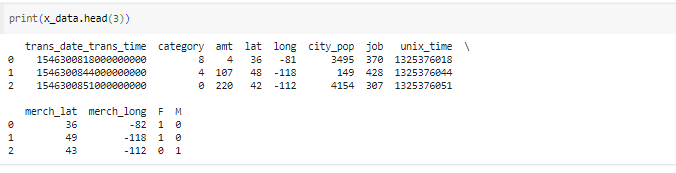 print(x_data.head(3))
trans_date_trans_time category amt lat long city_pop job unix_time \
0 1546300818000000000 8 4 36 -81 3495 370 1325376018
1 1546300844000000000 4 107 48 -118 149 428 1325376044
2 1546300851000000000 0 220 42 -112 4154 307 1325376051
merch_lat merch_long F M
0 36 -82 1 0
1 49 -118 1 0
2 43 -112 0 1